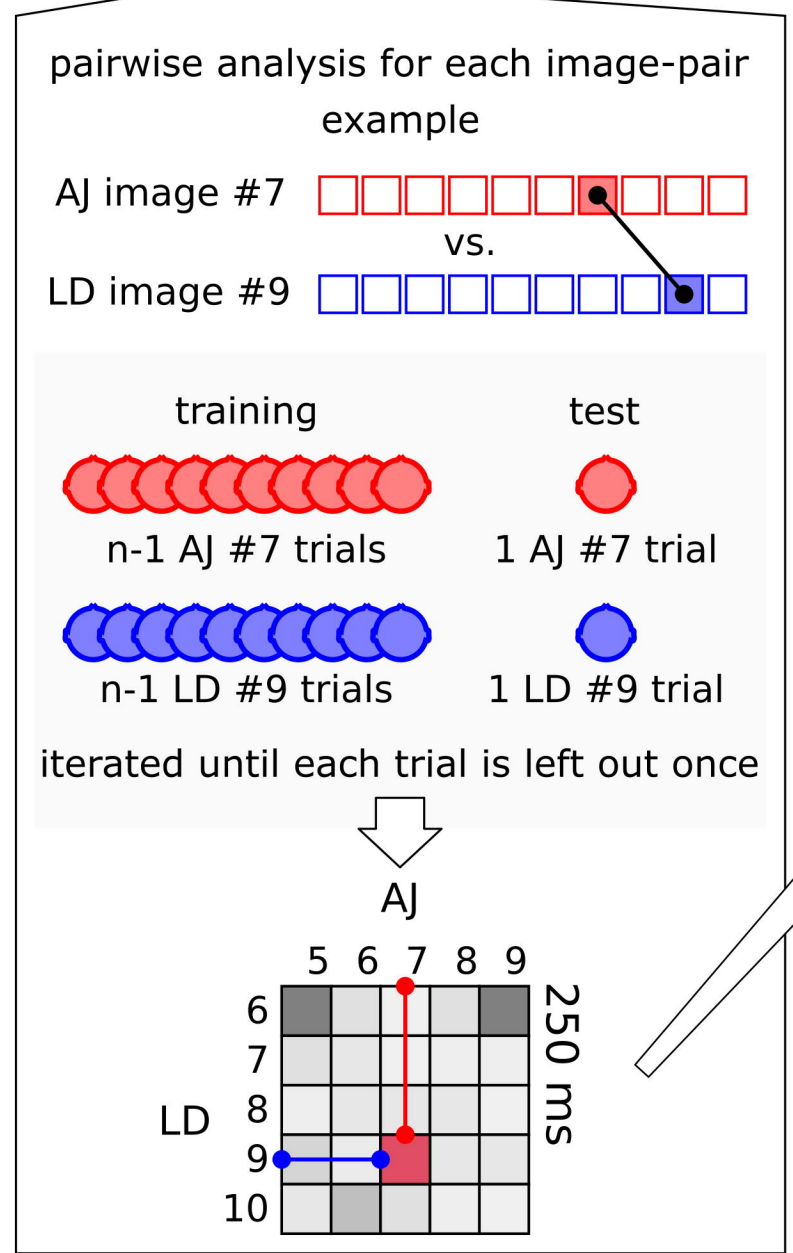 pairwise analysis for each image-pair
example
AJ image #7
vs.
LD image #9
training test
n-1 AJ #7 trials 1 AJ #7 trial
n-1 LD #9 trials 1 LD #9 trial
iterated until each trial is left out once
AJ
5 6 7 8 9
6
7
8
LD
9
10
250 ms